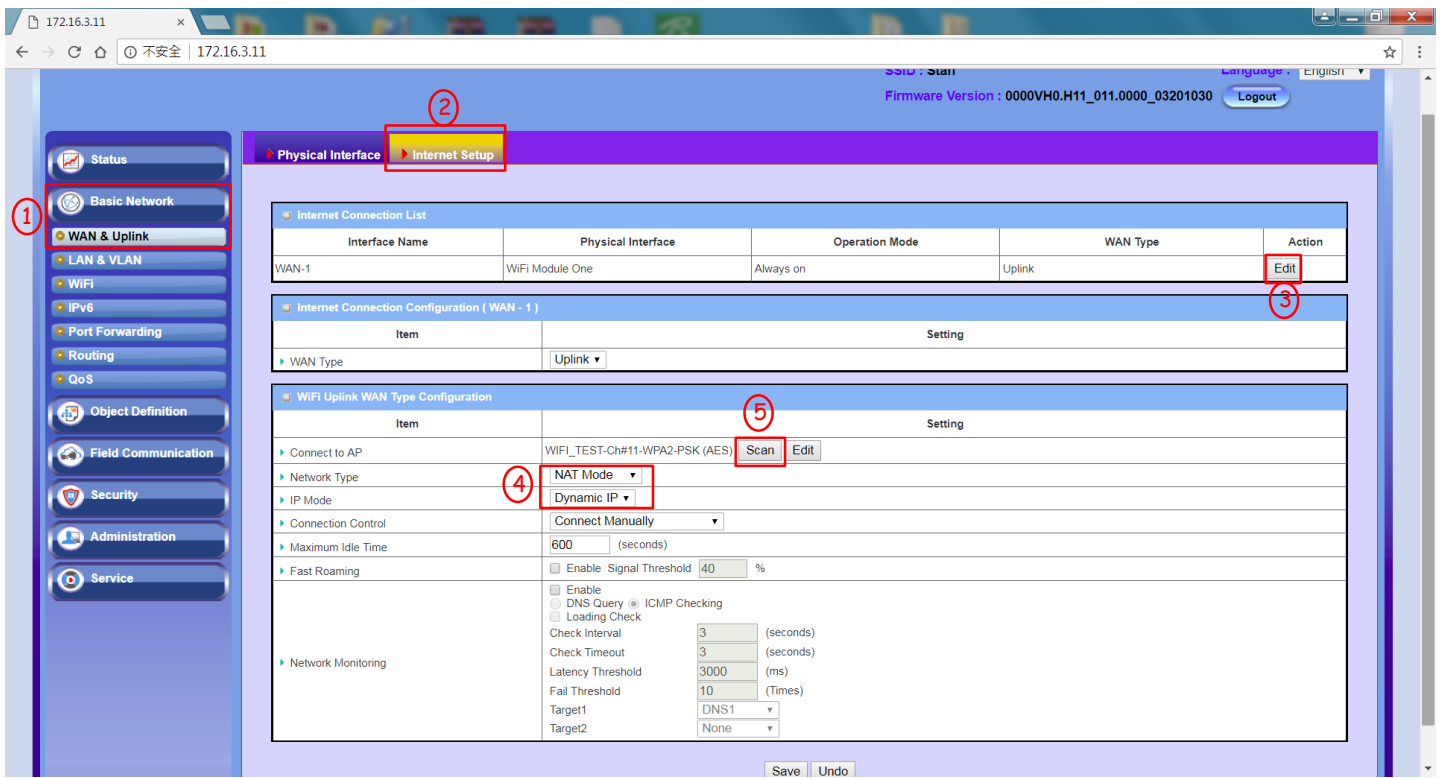 172.16.3.11 ×
不安全 | 172.16.3.11
SSID : Staff Language : English
Firmware Version : 0000VH0.H11_011.0000_03201030 Logout
2
Physical Interface Internet Setup
Status
1
Basic Network
WAN & Uplink
LAN & VLAN
WiFi
IPv6
Port Forwarding
Routing
QoS
Object Definition
Field Communication
Security
Administration
Service
Internet Connection List
Interface Name Physical Interface Operation Mode WAN Type Action
WAN-1 WiFi Module One Always on Uplink Edit
3
Internet Connection Configuration ( WAN - 1 )
Item Setting
WAN Type Uplink
WiFi Uplink WAN Type Configuration
5
Item Setting
Connect to AP WIFI_TEST-Ch#11-WPA2-PSK (AES) Scan Edit
4
Network Type NAT Mode
IP Mode Dynamic IP
Connection Control Connect Manually
Maximum Idle Time 600 (seconds)
Fast Roaming Enable Signal Threshold 40 %
Network Monitoring
Enable
DNS Query ICMP Checking
Loading Check
Check Interval 3 (seconds)
Check Timeout 3 (seconds)
Latency Threshold 3000 (ms)
Fail Threshold 10 (Times)
Target1 DNS1
Target2 None
Save Undo